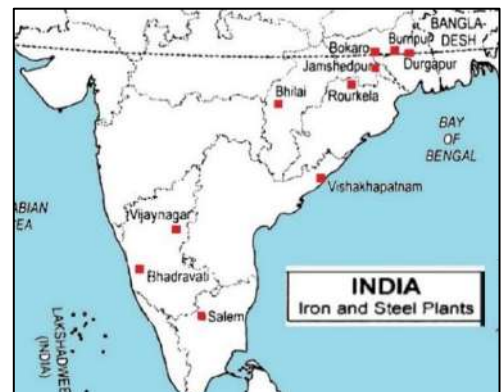 BANGLA-
DESH
Burnpur
Bokaro
Durgapur
Jamshedpur
Rourkela
Bhilai
BAY
OF
BENGAL
Vishakhapatnam
ABIAN
EA
Vijaynagar
Bhadravati
INDIA
Iron and Steel Plants
Salem
LAKSHADWEE
(INDIA)